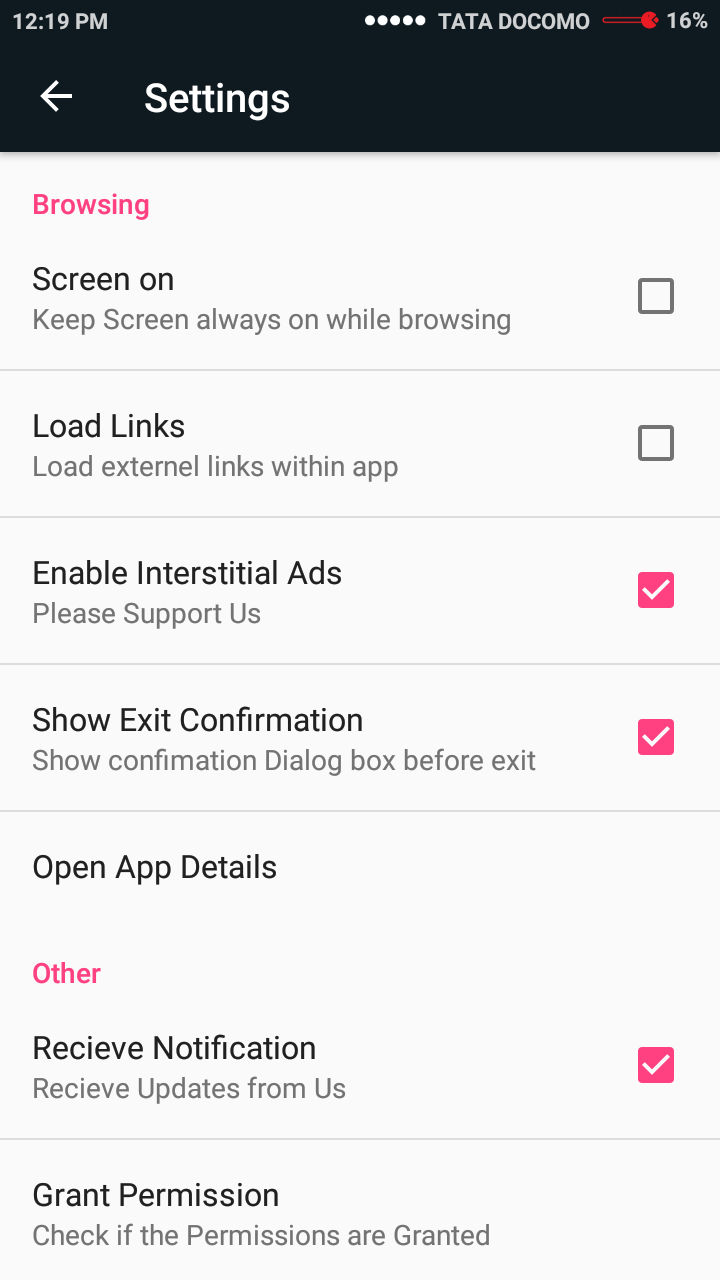 12:19 PM TATA DOCOMO 16%
Settings
Browsing
Screen on
Keep Screen always on while browsing
Load Links
Load externel links within app
Enable Interstitial Ads
Please Support Us
Show Exit Confirmation
Show confimation Dialog box before exit
Open App Details
Other
Recieve Notification
Recieve Updates from Us
Grant Permission
Check if the Permissions are Granted